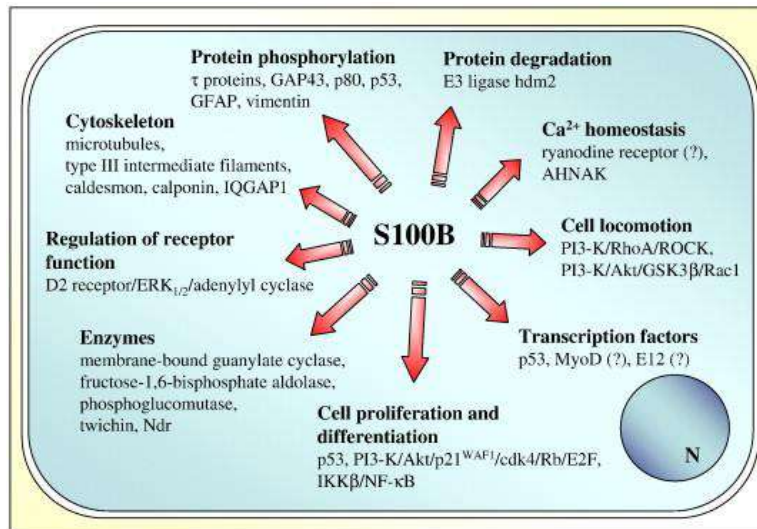 Protein phosphorylation
τ proteins, GAP43, p80, p53,
GFAP, vimentin
Protein degradation
E3 ligase hdm2
Cytoskeleton
microtubules,
type III intermediate filaments,
caldesmon, calponin, IQGAP1
Ca²⁺ homeostasis
ryanodine receptor (?),
AHNAK
S100B
Regulation of receptor
function
D2 receptor/ERK₁/₂/adenylyl cyclase
Cell locomotion
PI3-K/RhoA/ROCK,
PI3-K/Akt/GSK3β/Rac1
Enzymes
membrane-bound guanylate cyclase,
fructose-1,6-bisphosphate aldolase,
phosphoglucomutase,
twichin, Ndr
Transcription factors
p53, MyoD (?), E12 (?)
Cell proliferation and
differentiation
p53, PI3-K/Akt/p21ᵂᴬᶠ¹/cdk4/Rb/E2F,
IKKβ/NF-κB
N